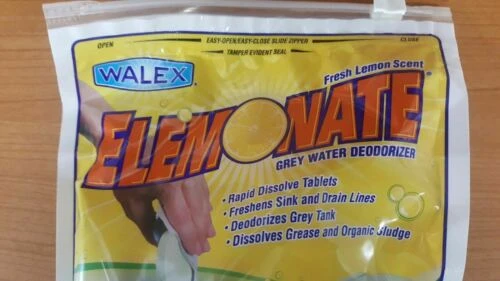 OPEN
EASY-OPEN/EASY-CLOSE SLIDE ZIPPER
CLOSE
TAMPER EVIDENT SEAL
WALEX
Fresh Lemon Scent
ELEMONATE
GREY WATER DEODORIZER
• Rapid Dissolve Tablets
• Freshens Sink and Drain Lines
• Deodorizes Grey Tank
• Dissolves Grease and Organic Sludge